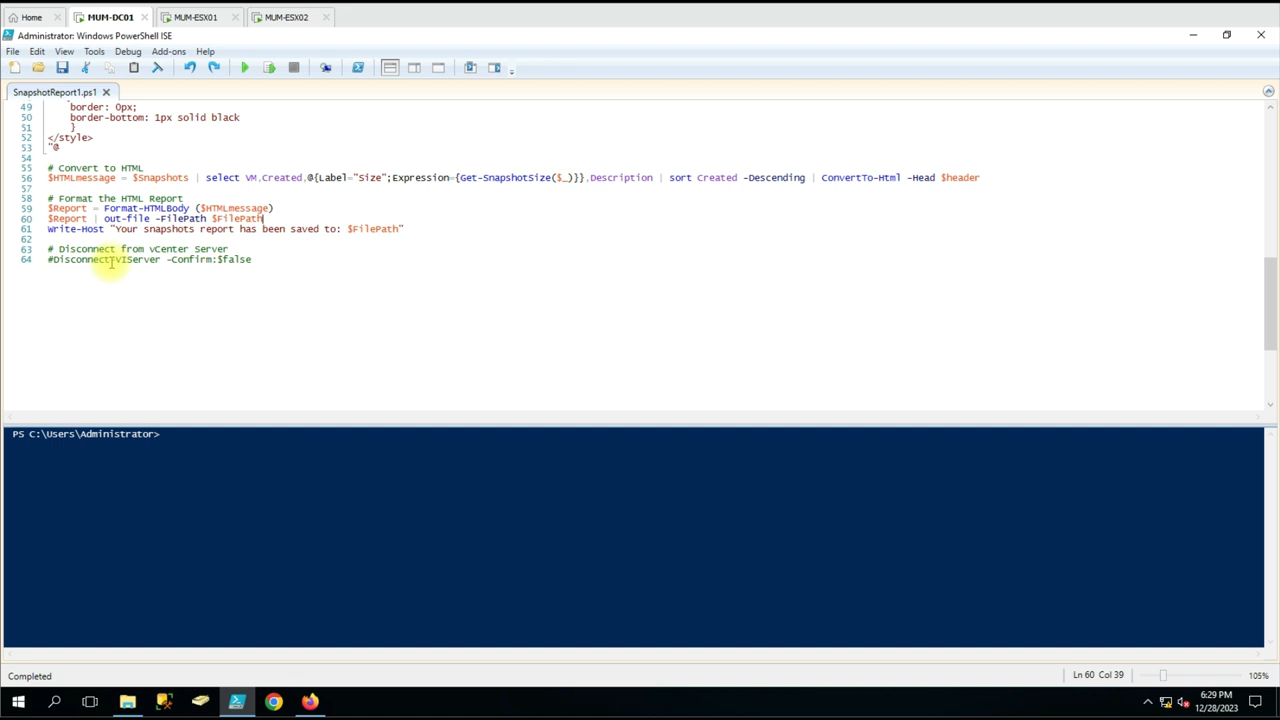 Home
MUM-DC01
MUM-ESX01
MUM-ESX02
Administrator: Windows PowerShell ISE
File Edit View Tools Debug Add-ons Help
SnapshotReport1.ps1
49 border: 0px;
50 border-bottom: 1px solid black
51 }
52 </style>
53 "@
54
55 # Convert to HTML
56 $HTMLmessage = $Snapshots | select VM,Created,@{Label="Size";Expression={Get-SnapshotSize($_)}},Description | sort Created -Descending | ConvertTo-Html -Head $header
57
58 # Format the HTML Report
59 $Report = Format-HTMLBody ($HTMLmessage)
60 $Report | out-file -FilePath $FilePath
61 Write-Host "Your snapshots report has been saved to: $FilePath"
62
63 # Disconnect from vCenter Server
64 #Disconnect-VIServer -Confirm:$false
PS C:\Users\Administrator>
Completed
Ln 60 Col 39
105%
6:29 PM
12/28/2023